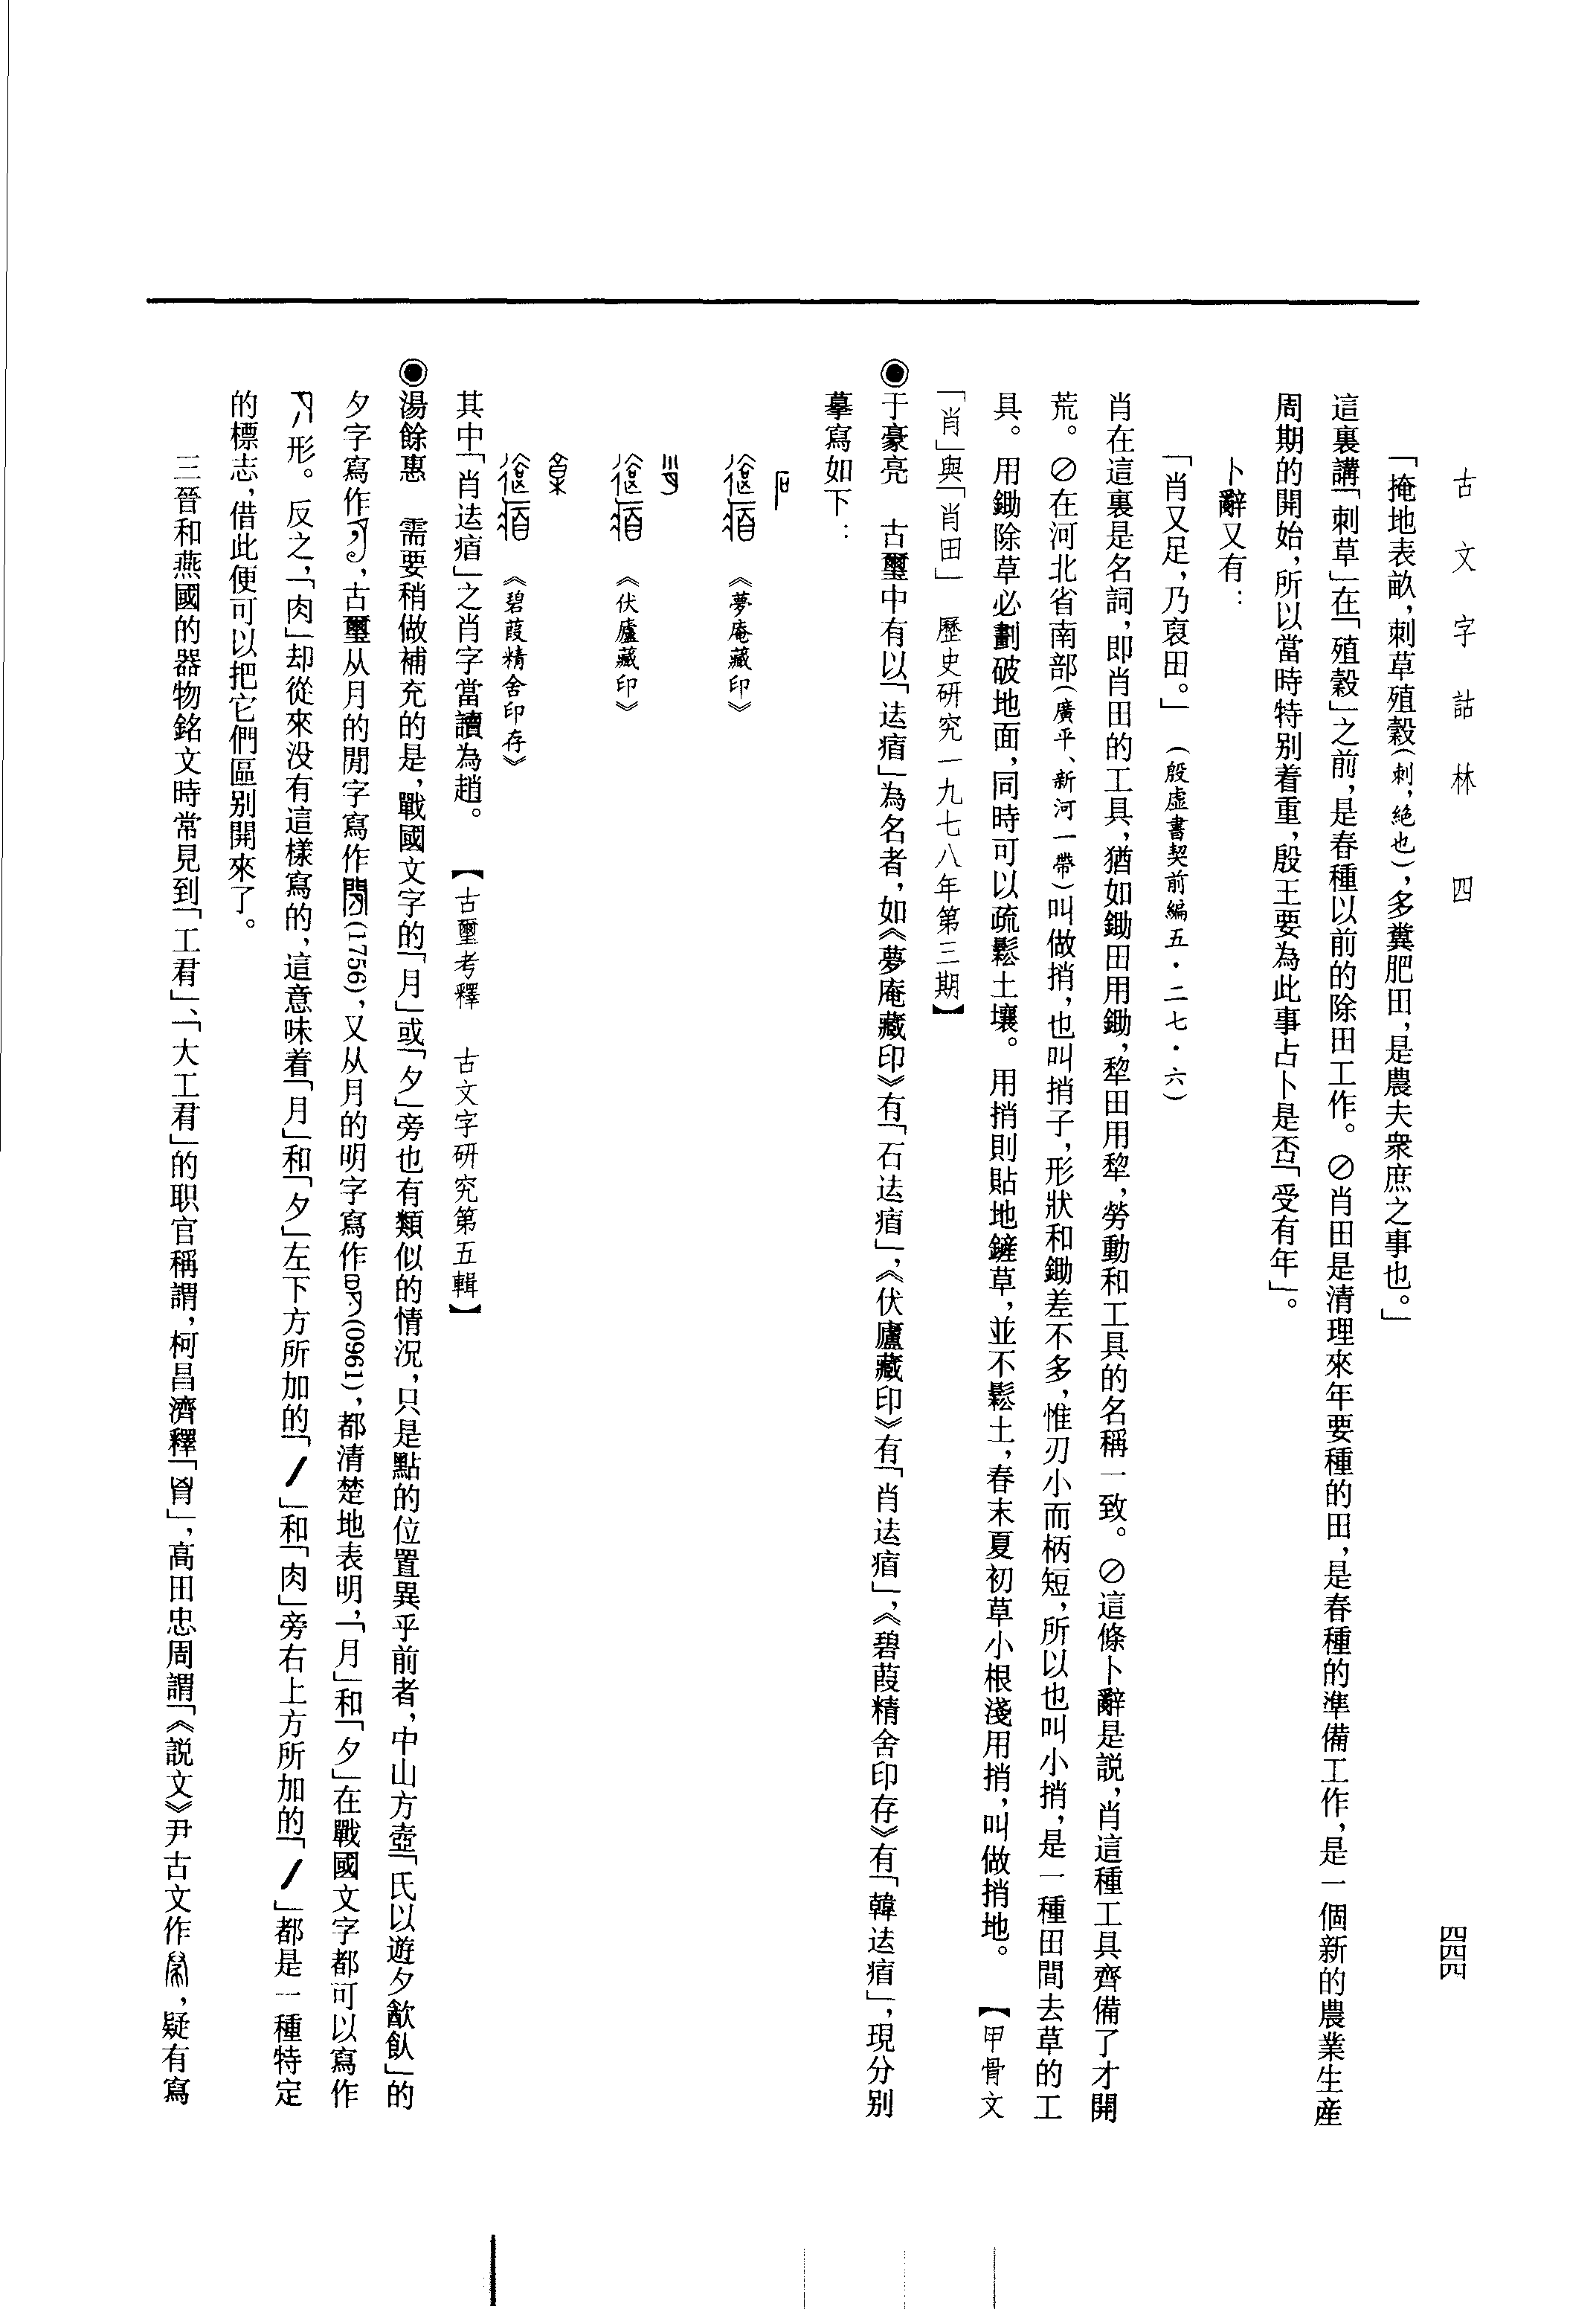 古文字詁林　四
四四四
「掩地表畝，刺草殖穀（刺，絶也），多糞肥田，是農夫衆庶之事也。」
這裏講「刺草」在「殖穀」之前，是春種以前的除田工作。⊘肖田是清理來年要種的田，是春種的準備工作，是一個新的農業生産
周期的開始，所以當時特别着重，殷王要為此事占卜是否「受有年」。
卜辭又有：
「肖又足，乃裒田。」（殷虚書契前編五·二七·六）
肖在這裏是名詞，即肖田的工具，猶如鋤田用鋤，犂田用犂，勞動和工具的名稱一致。⊘這條卜辭是説，肖這種工具齊備了才開
荒。⊘在河北省南部（廣平、新河一帶）叫做捎，也叫捎子，形狀和鋤差不多，惟刃小而柄短，所以也叫小捎，是一種田間去草的工
具。用鋤除草必劃破地面，同時可以疏鬆土壤。用捎則貼地鏟草，並不鬆土，春末夏初草小根淺用捎，叫做捎地。　【甲骨文
「肖」與「肖田」　歷史研究一九七八年第三期】
◉于豪亮　古璽中有以「迲㾪」為名者，如《夢庵藏印》有「石迲㾪」，《伏廬藏印》有「肖迲㾪」，《碧葭精舍印存》有「韓迲㾪」，現分别
摹寫如下：
《夢庵藏印》
《伏廬藏印》
《碧葭精舍印存》
其中「肖迲㾪」之肖字當讀為趙。　【古璽考釋　古文字研究第五輯】
◉湯餘惠　需要稍做補充的是，戰國文字的「月」或「夕」旁也有類似的情況，只是點的位置異乎前者，中山方壺「氏以遊夕歙飤」的
夕字寫作，古璽从月的閒字寫作(1756)，又从月的明字寫作(0961)，都清楚地表明，「月」和「夕」在戰國文字都可以寫作
形。反之，「肉」却從來没有這樣寫的，這意味着「月」和「夕」左下方所加的「丿」和「肉」旁右上方所加的「丿」都是一種特定
的標志，借此便可以把它們區别開來了。
三晉和燕國的器物銘文時常見到「工君」、「大工君」的职官稱謂，柯昌濟釋「」，高田忠周謂「《説文》尹古文作，疑有寫